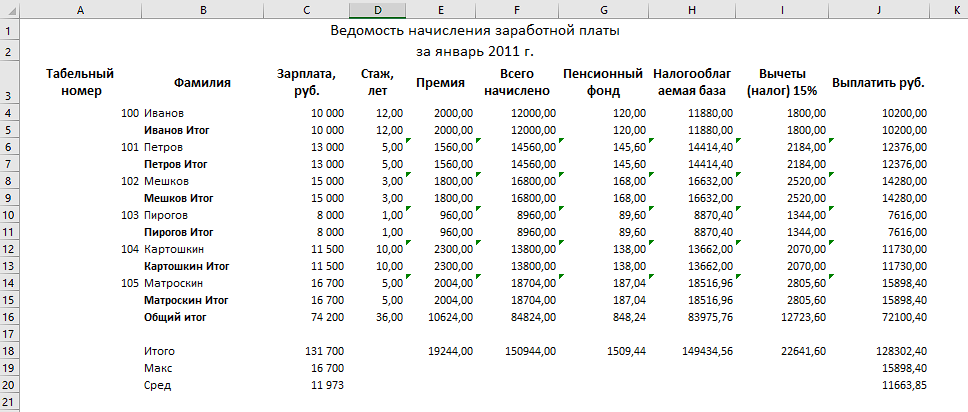 A B C D E F G H I J K
1 Ведомость начисления заработной платы
2 за январь 2011 г.
3 Табельный номер Фамилия Зарплата, руб. Стаж, лет Премия Всего начислено Пенсионный фонд Налогооблагаемая база Вычеты (налог) 15% Выплатить руб.
4 100 Иванов 10 000 12,00 2000,00 12000,00 120,00 11880,00 1800,00 10200,00
5 Иванов Итог 10 000 12,00 2000,00 12000,00 120,00 11880,00 1800,00 10200,00
6 101 Петров 13 000 5,00 1560,00 14560,00 145,60 14414,40 2184,00 12376,00
7 Петров Итог 13 000 5,00 1560,00 14560,00 145,60 14414,40 2184,00 12376,00
8 102 Мешков 15 000 3,00 1800,00 16800,00 168,00 16632,00 2520,00 14280,00
9 Мешков Итог 15 000 3,00 1800,00 16800,00 168,00 16632,00 2520,00 14280,00
10 103 Пирогов 8 000 1,00 960,00 8960,00 89,60 8870,40 1344,00 7616,00
11 Пирогов Итог 8 000 1,00 960,00 8960,00 89,60 8870,40 1344,00 7616,00
12 104 Картошкин 11 500 10,00 2300,00 13800,00 138,00 13662,00 2070,00 11730,00
13 Картошкин Итог 11 500 10,00 2300,00 13800,00 138,00 13662,00 2070,00 11730,00
14 105 Матроскин 16 700 5,00 2004,00 18704,00 187,04 18516,96 2805,60 15898,40
15 Матроскин Итог 16 700 5,00 2004,00 18704,00 187,04 18516,96 2805,60 15898,40
16 Общий итог 74 200 36,00 10624,00 84824,00 848,24 83975,76 12723,60 72100,40
17
18 Итого 131 700 19244,00 150944,00 1509,44 149434,56 22641,60 128302,40
19 Макс 16 700 15898,40
20 Сред 11 973 11663,85
21